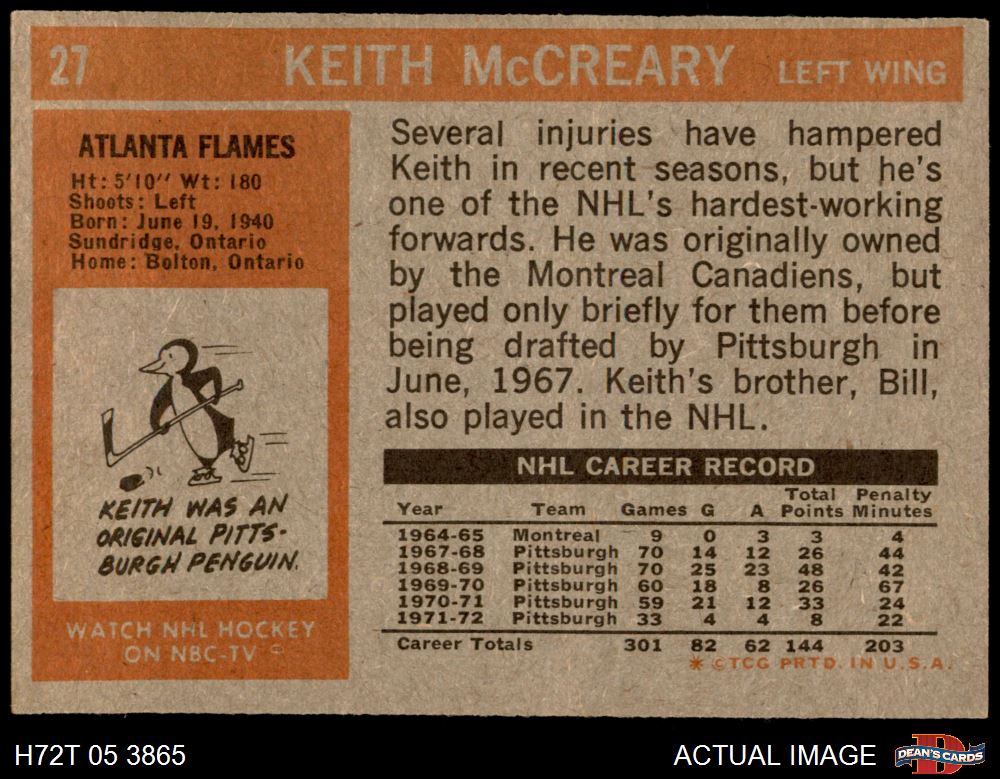 27 KEITH McCREARY LEFT WING
ATLANTA FLAMES
Ht: 5'10'' Wt: 180
Shoots: Left
Born: June 19, 1940
Sundridge, Ontario
Home: Bolton, Ontario
KEITH WAS AN
ORIGINAL PITTS-
BURGH PENGUIN.
WATCH NHL HOCKEY
ON NBC-TV
Several injuries have hampered
Keith in recent seasons, but he's
one of the NHL's hardest-working
forwards. He was originally owned
by the Montreal Canadiens, but
played only briefly for them before
being drafted by Pittsburgh in
June, 1967. Keith's brother, Bill,
also played in the NHL.
NHL CAREER RECORD
Year Team Games G A Total Points Penalty Minutes
1964-65 Montreal 9 0 3 3 4
1967-68 Pittsburgh 70 14 12 26 44
1968-69 Pittsburgh 70 25 23 48 42
1969-70 Pittsburgh 60 18 8 26 67
1970-71 Pittsburgh 59 21 12 33 24
1971-72 Pittsburgh 33 4 4 8 22
Career Totals 301 82 62 144 203
* © TCG PRTD. IN U.S.A.
H72T 05 3865 ACTUAL IMAGE DEAN'S CARDS